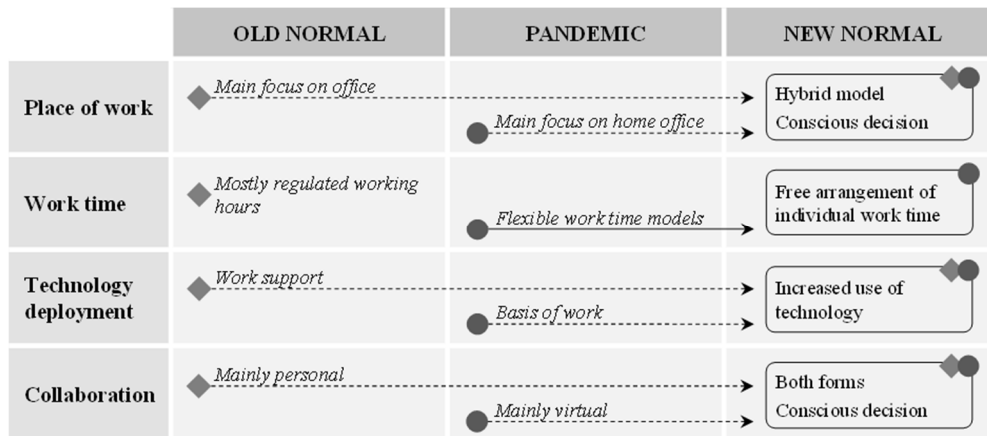 OLD NORMAL
PANDEMIC
NEW NORMAL
Place of work
Main focus on office
Main focus on home office
Hybrid model
Conscious decision
Work time
Mostly regulated working
hours
Flexible work time models
Free arrangement of
individual work time
Technology
deployment
Work support
Basis of work
Increased use of
technology
Collaboration
Mainly personal
Mainly virtual
Both forms
Conscious decision